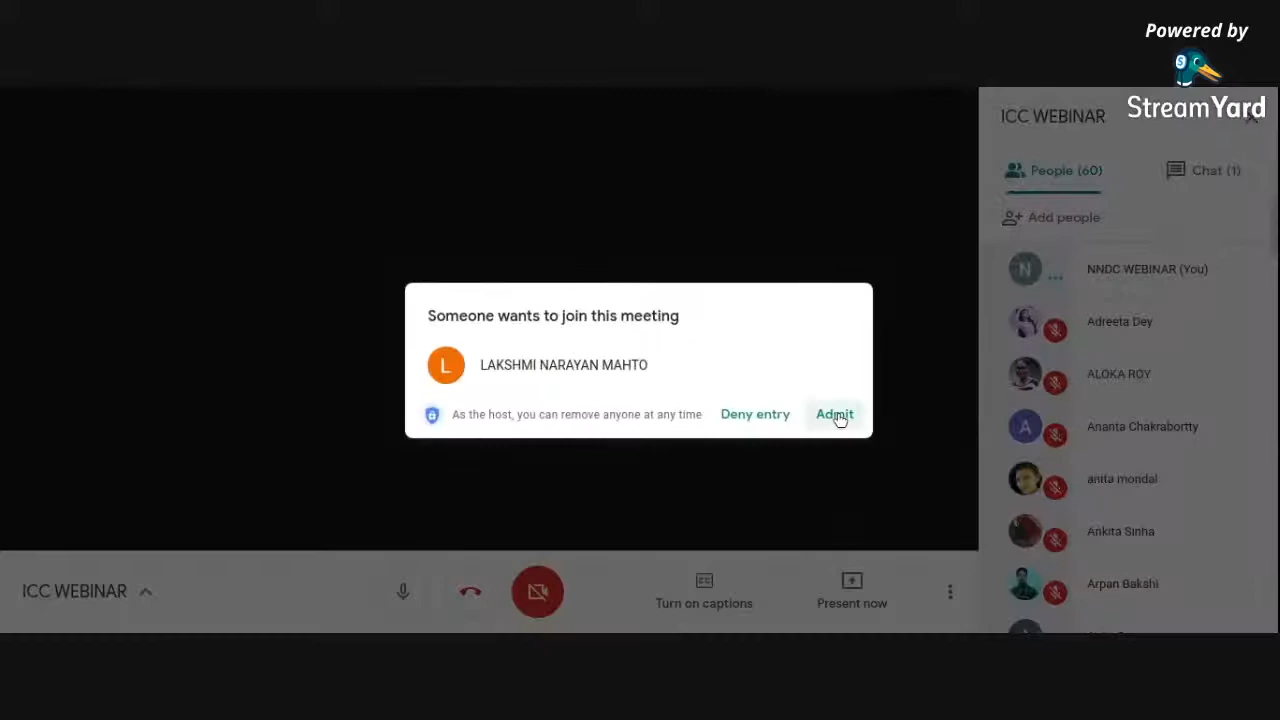 Powered by
StreamYard
ICC WEBINAR
People (60)
Chat (1)
Add people
N
NNDC WEBINAR (You)
Adreeta Dey
ALOKA ROY
A
Ananta Chakrabortty
anita mondal
Ankita Sinha
Arpan Bakshi
Someone wants to join this meeting
L
LAKSHMI NARAYAN MAHTO
As the host, you can remove anyone at any time
Deny entry
Admit
ICC WEBINAR
Turn on captions
Present now